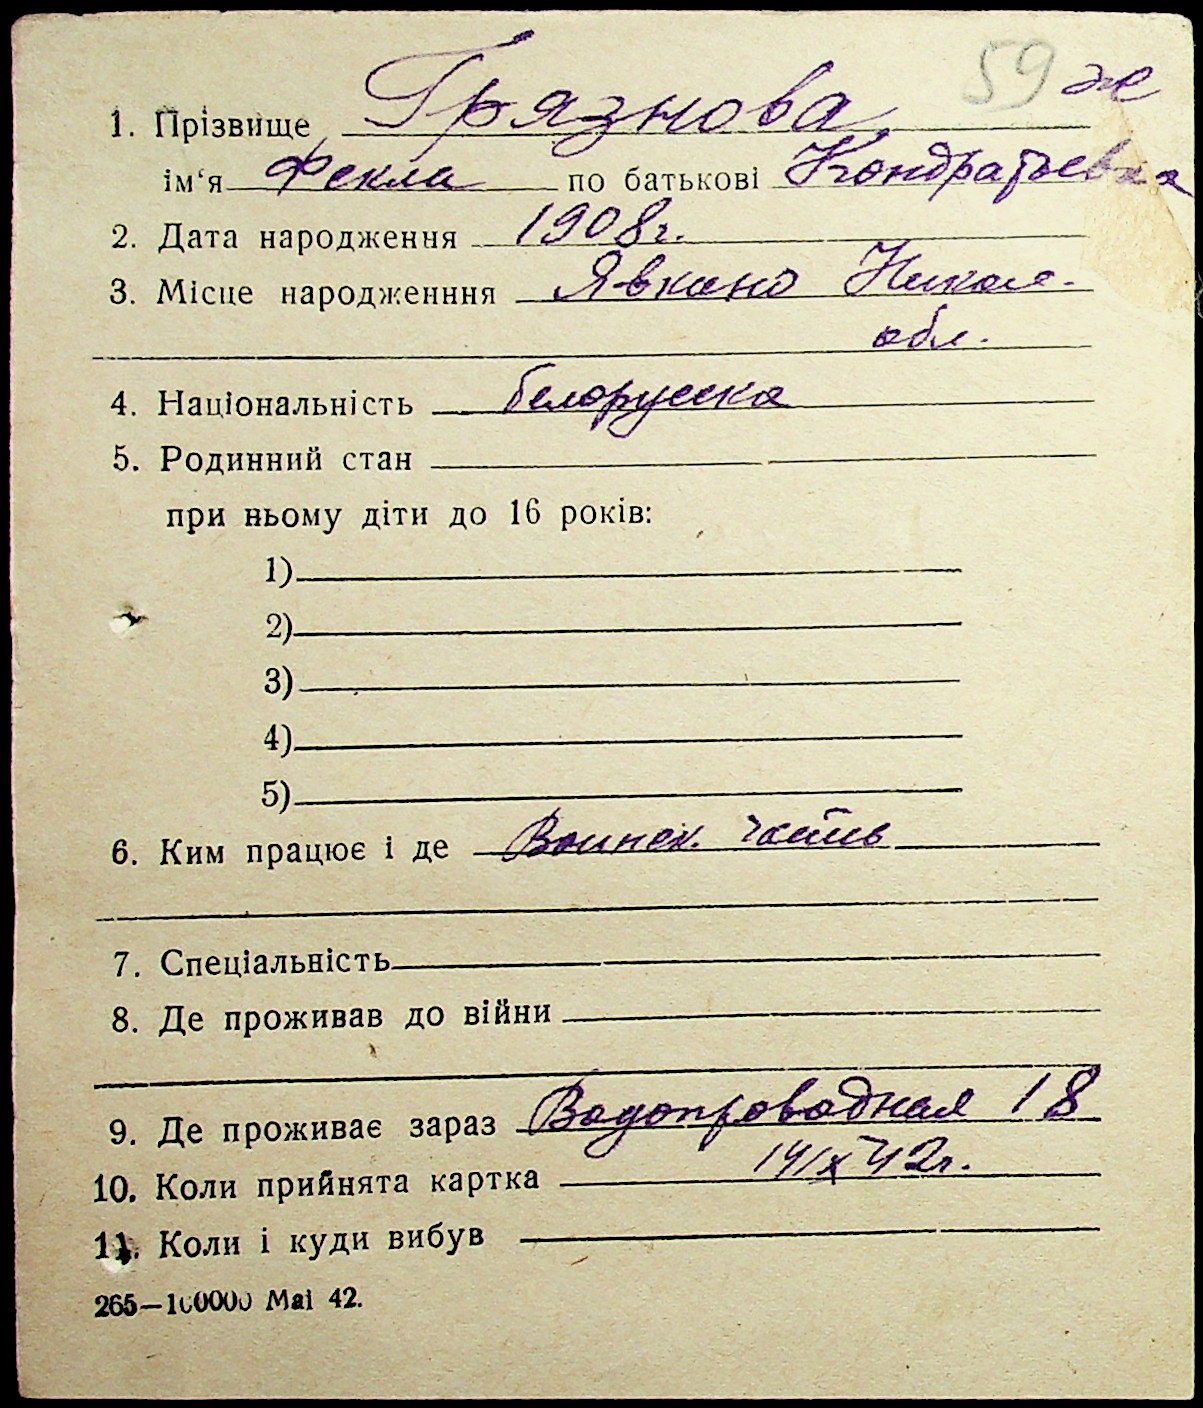 59 ж
1. Прізвище Грязнова
ім‘я Фекла по батькові Кондратьевна
2. Дата народження 1908г.
3. Місце народженння Явкино Никол.
обл.
4. Національність белорусска
5. Родинний стан
при ньому діти до 16 років:
1)
2)
3)
4)
5)
6. Ким працює і де Воинск. часть
7. Спеціальність
8. Де проживав до війни
9. Де проживає зараз Водопроводная 18
10. Коли прийнята картка 14/X 42г.
11. Коли і куди вибув
265—100000 Маі 42.